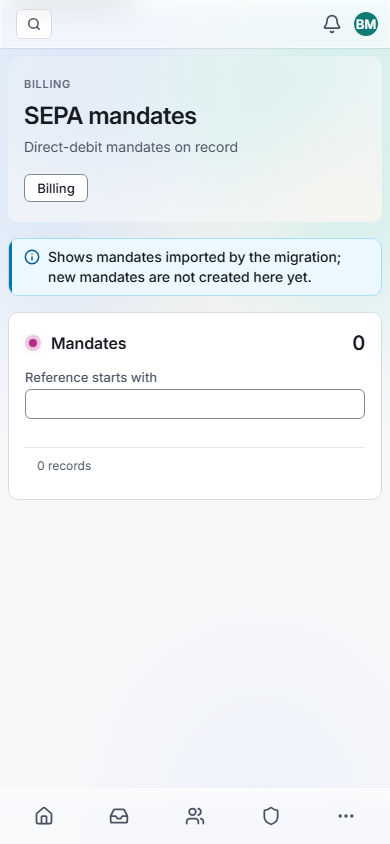 BM
BILLING
SEPA mandates
Direct-debit mandates on record
Billing
Shows mandates imported by the migration;
new mandates are not created here yet.
Mandates 0
Reference starts with
0 records